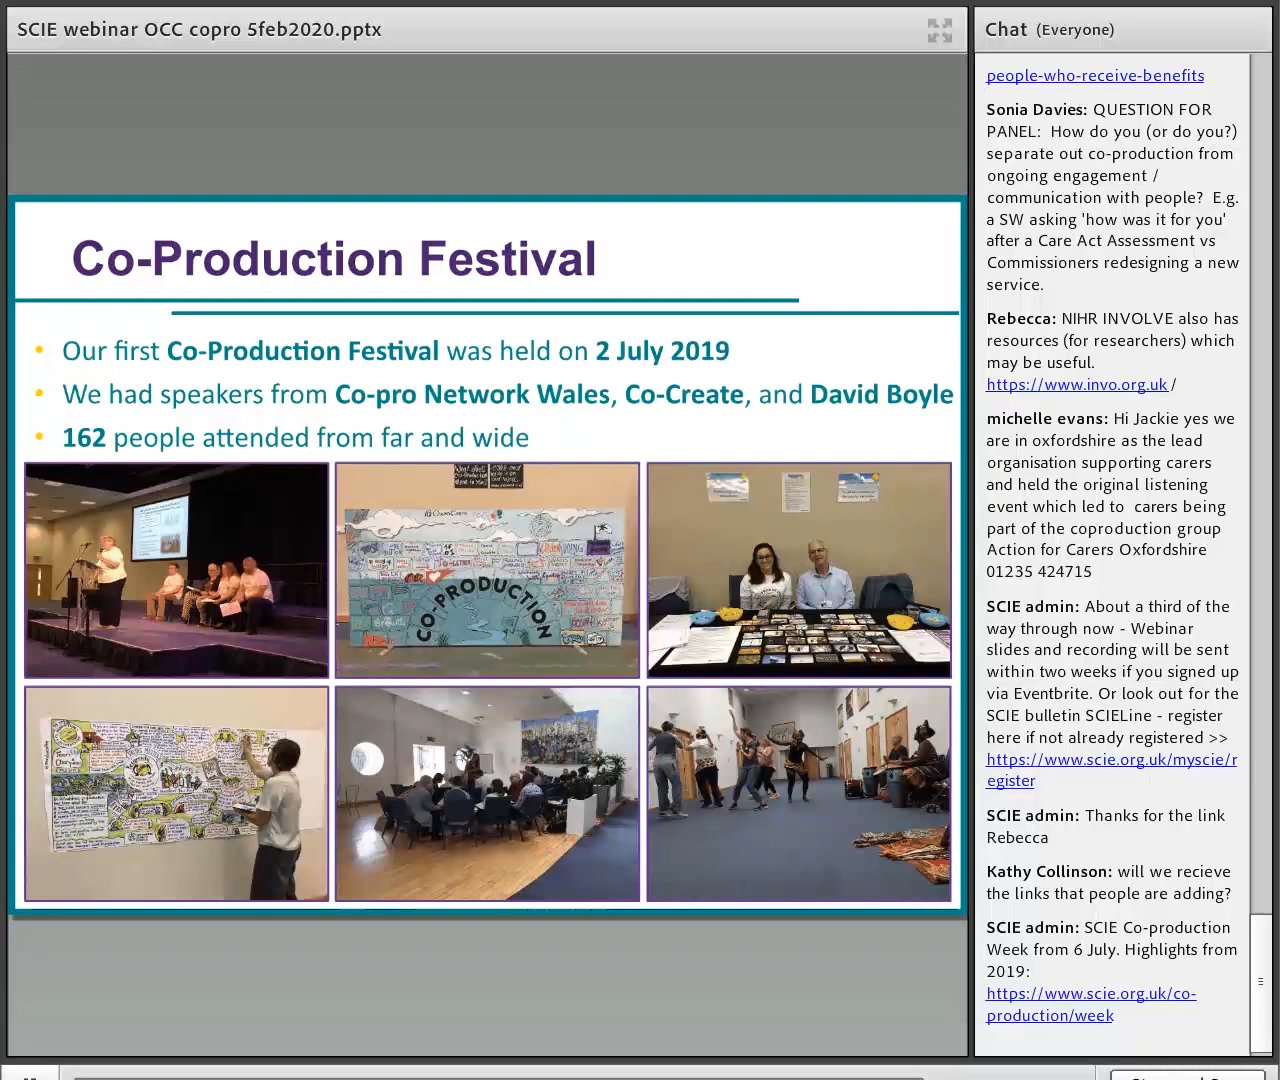 SCIE webinar OCC copro 5feb2020.pptx
Co-Production Festival
• Our first Co-Production Festival was held on 2 July 2019
• We had speakers from Co-pro Network Wales, Co-Create, and David Boyle
• 162 people attended from far and wide
CO-PRODUCTION
Chat (Everyone)
people-who-receive-benefits
Sonia Davies: QUESTION FOR
PANEL: How do you (or do you?)
separate out co-production from
ongoing engagement /
communication with people? E.g.
a SW asking 'how was it for you'
after a Care Act Assessment vs
Commissioners redesigning a new
service.
Rebecca: NIHR INVOLVE also has
resources (for researchers) which
may be useful.
https://www.invo.org.uk /
michelle evans: Hi Jackie yes we
are in oxfordshire as the lead
organisation supporting carers
and held the original listening
event which led to carers being
part of the coproduction group
Action for Carers Oxfordshire
01235 424715
SCIE admin: About a third of the
way through now - Webinar
slides and recording will be sent
within two weeks if you signed up
via Eventbrite. Or look out for the
SCIE bulletin SCIELine - register
here if not already registered >>
https://www.scie.org.uk/myscie/r
egister
SCIE admin: Thanks for the link
Rebecca
Kathy Collinson: will we recieve
the links that people are adding?
SCIE admin: SCIE Co-production
Week from 6 July. Highlights from
2019:
https://www.scie.org.uk/co-
production/week